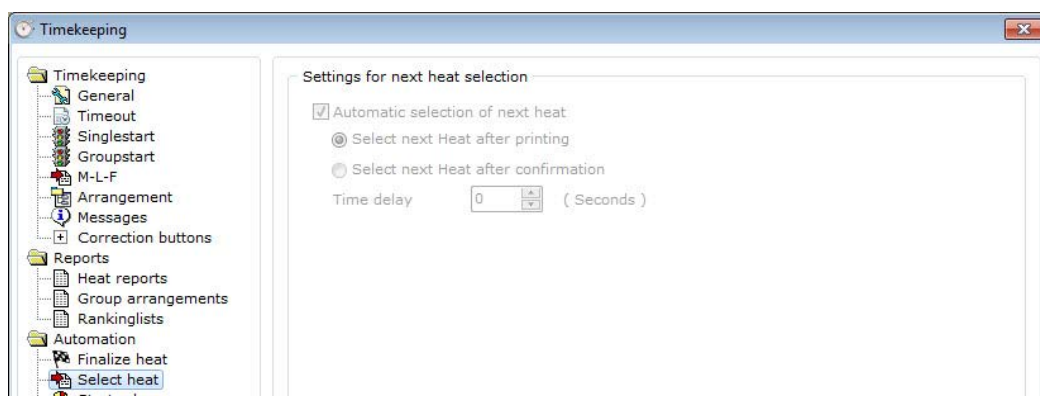 Timekeeping
Timekeeping
General
Timeout
Singlestart
Groupstart
M-L-F
Arrangement
Messages
Correction buttons
Reports
Heat reports
Group arrangements
Rankinglists
Automation
Finalize heat
Select heat
Settings for next heat selection
Automatic selection of next heat
Select next Heat after printing
Select next Heat after confirmation
Time delay 0 ( Seconds )